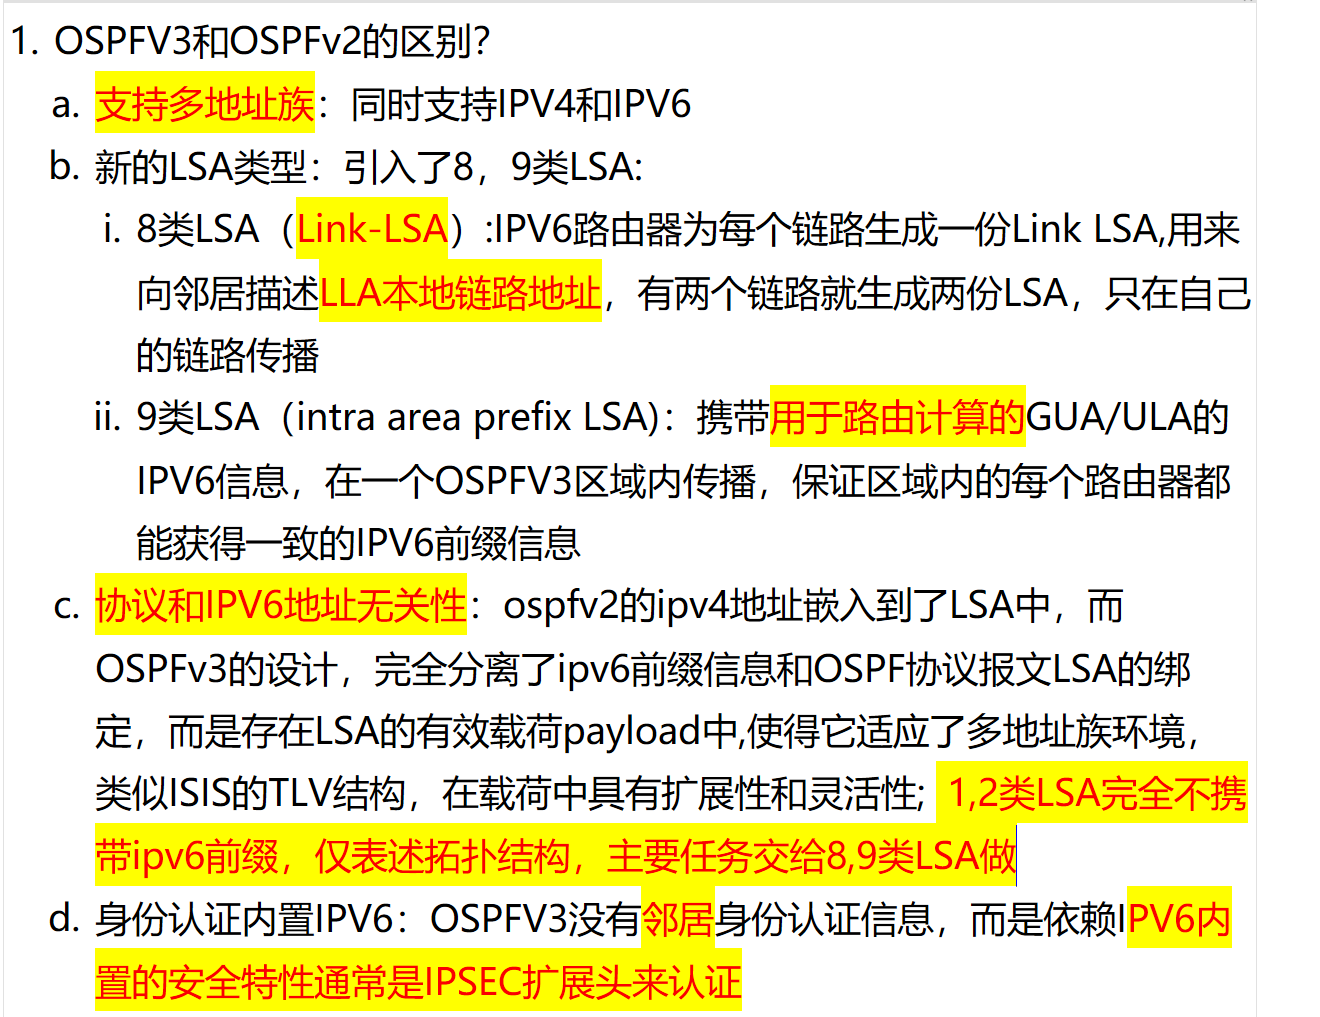 1. OSPFV3和OSPFv2的区别？
a. 支持多地址族：同时支持IPV4和IPV6
b. 新的LSA类型：引入了8，9类LSA:
i. 8类LSA（Link-LSA）:IPV6路由器为每个链路生成一份Link LSA,用来
向邻居描述LLA本地链路地址，有两个链路就生成两份LSA，只在自己
的链路传播
ii. 9类LSA（intra area prefix LSA)：携带用于路由计算的GUA/ULA的
IPV6信息，在一个OSPFV3区域内传播，保证区域内的每个路由器都
能获得一致的IPV6前缀信息
c. 协议和IPV6地址无关性：ospfv2的ipv4地址嵌入到了LSA中，而
OSPFv3的设计，完全分离了ipv6前缀信息和OSPF协议报文LSA的绑
定，而是存在LSA的有效载荷payload中,使得它适应了多地址族环境，
类似ISIS的TLV结构，在载荷中具有扩展性和灵活性; 1,2类LSA完全不携
带ipv6前缀，仅表述拓扑结构，主要任务交给8,9类LSA做
d. 身份认证内置IPV6：OSPFV3没有邻居身份认证信息，而是依赖IPV6内
置的安全特性通常是IPSEC扩展头来认证